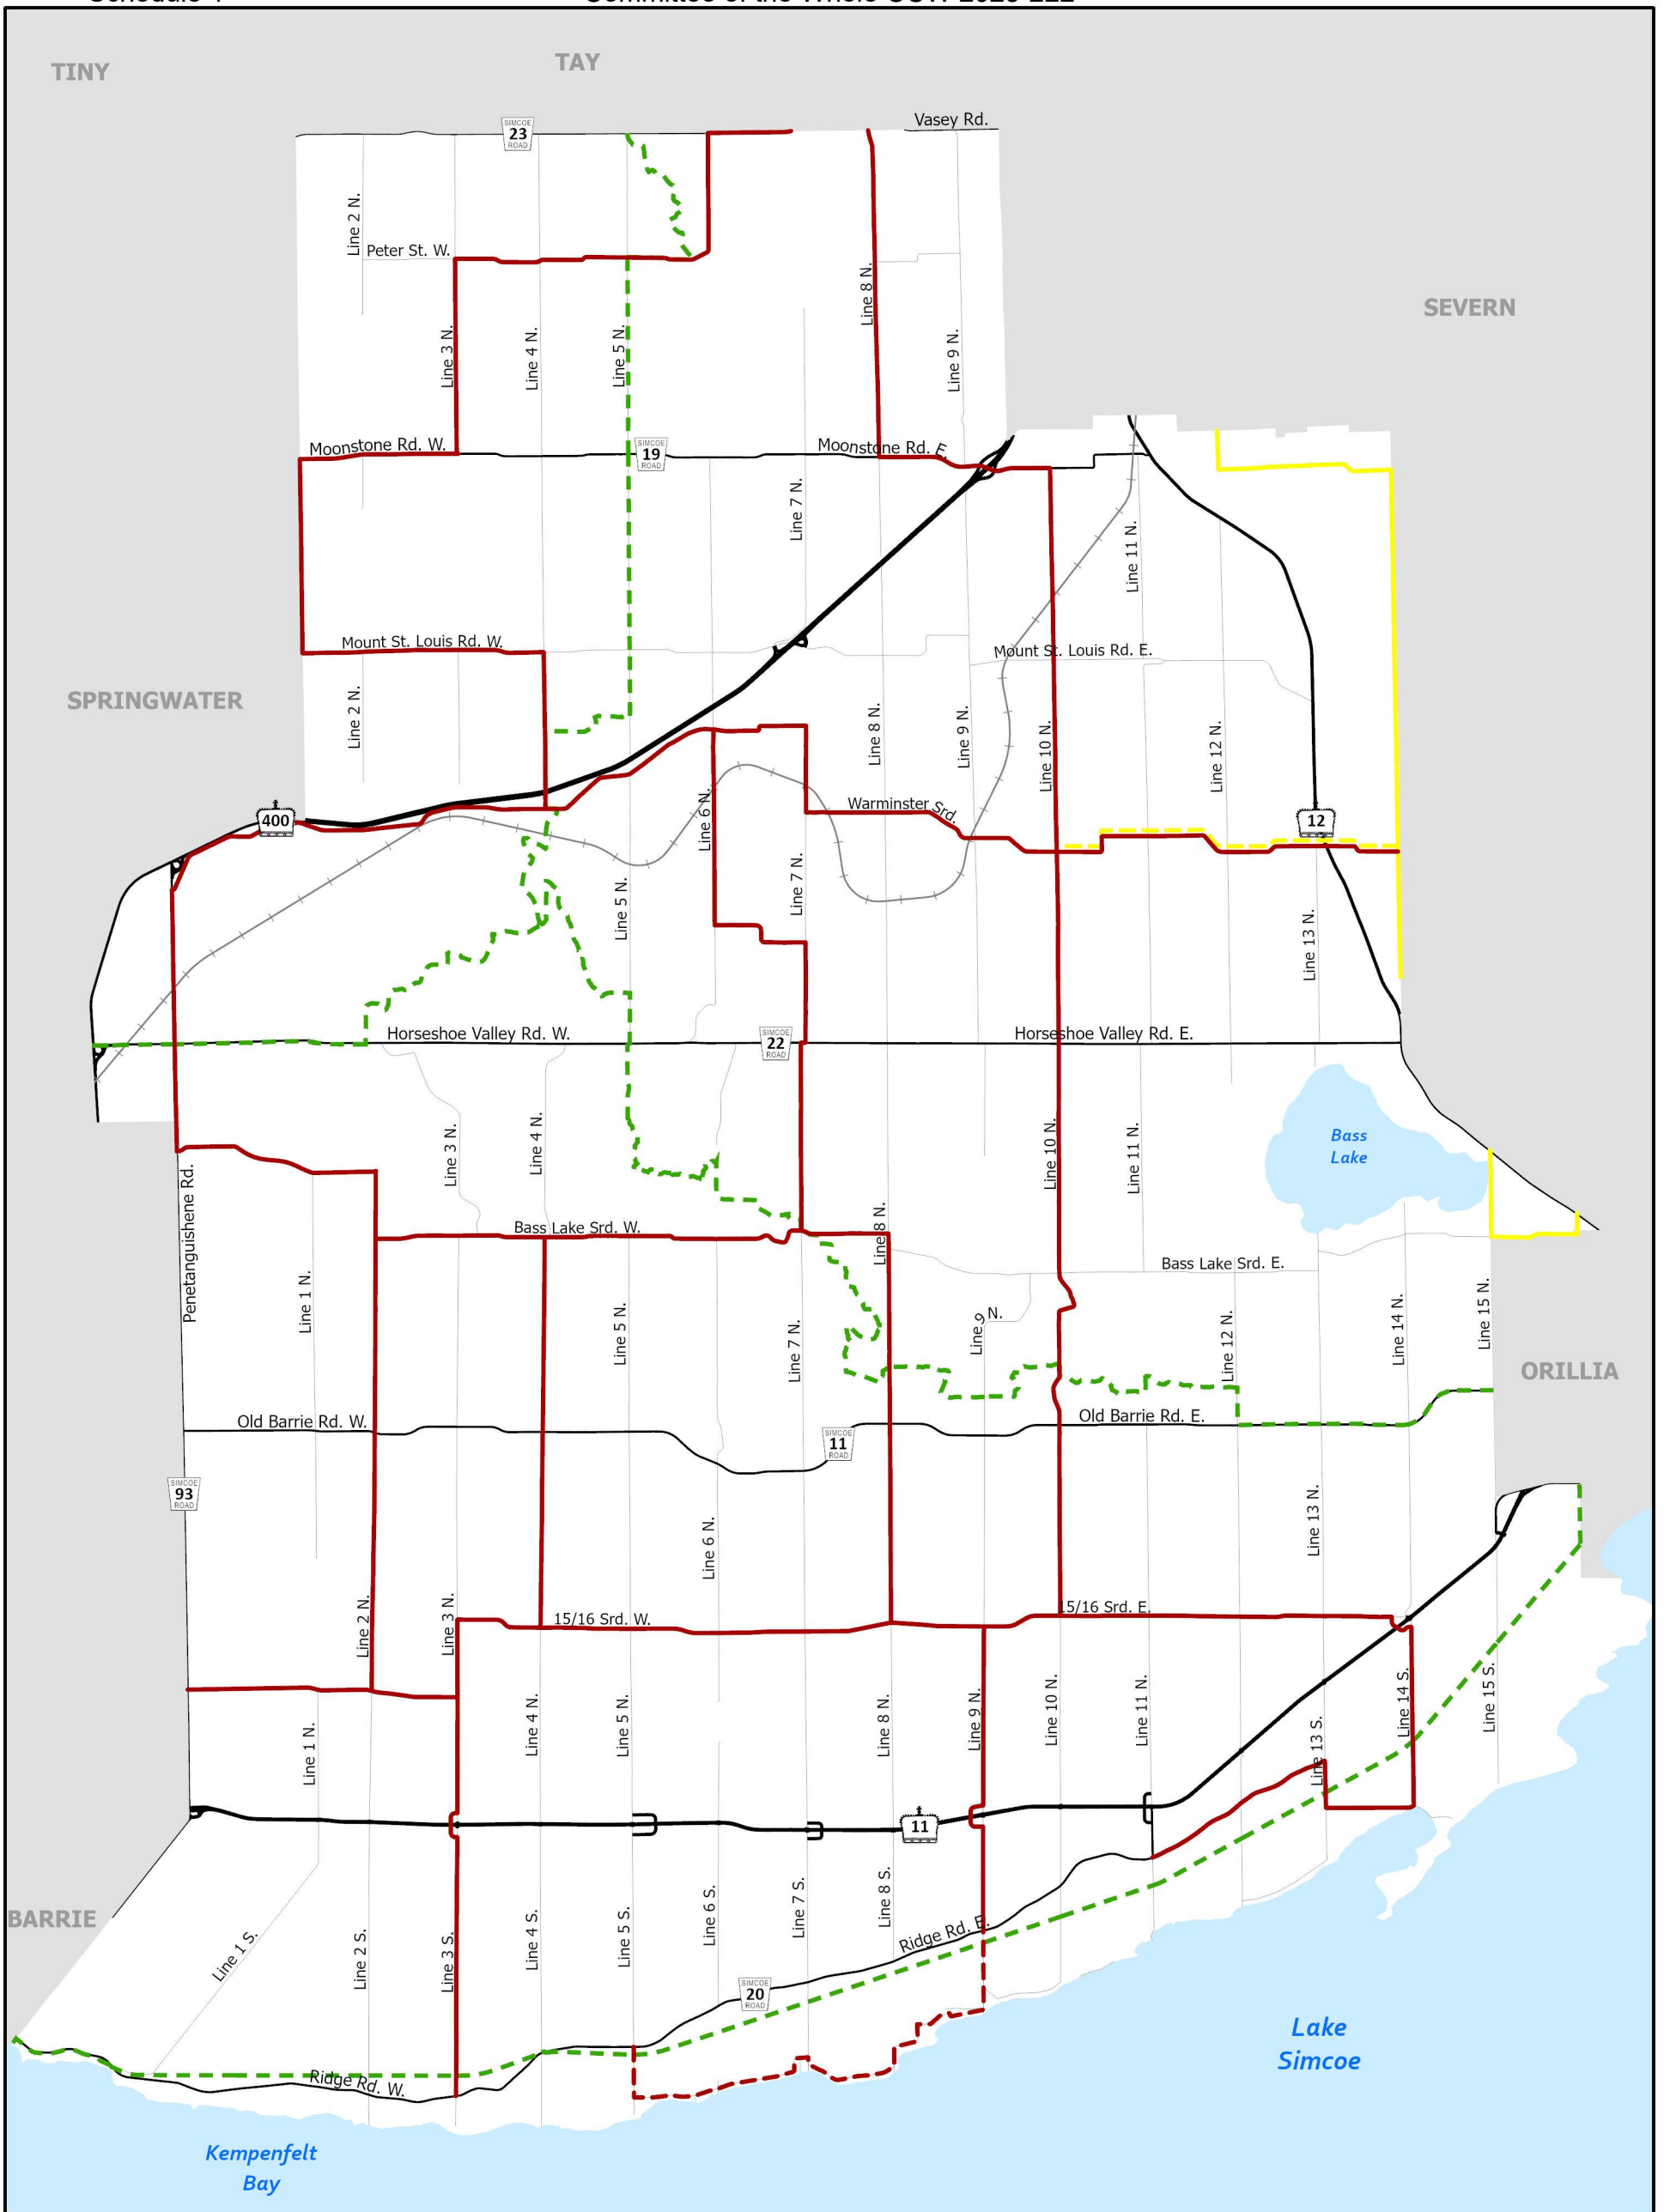 TINY
TAY
SIMCOE
23
ROAD
Vasey Rd.
Line 2 N.
Peter St. W.
Line 8 N.
SEVERN
Line 3 N.
Line 4 N.
Line 5 N.
Line 9 N.
Moonstone Rd. W.
SIMCOE
19
ROAD
Moonstone Rd. E.
Line 7 N.
Line 11 N.
Mount St. Louis Rd. W.
Mount St. Louis Rd. E.
SPRINGWATER
Line 2 N.
Line 8 N.
Line 9 N.
Line 10 N.
Line 12 N.
400
Line 6 N.
Warminster Srd.
12
Line 5 N.
Line 7 N.
Line 13 N.
Horseshoe Valley Rd. W.
SIMCOE
22
ROAD
Horseshoe Valley Rd. E.
Line 3 N.
Line 4 N.
Line 10 N.
Line 11 N.
Bass
Lake
Penetanguishene Rd.
Bass Lake Srd. W.
Line 8 N.
Bass Lake Srd. E.
Line 1 N.
Line 5 N.
Line 7 N.
Line 9 N.
Line 12 N.
Line 14 N.
Line 15 N.
ORILLIA
Old Barrie Rd. W.
SIMCOE
11
ROAD
Old Barrie Rd. E.
SIMCOE
93
ROAD
Line 6 N.
Line 13 N.
Line 2 N.
Line 3 N.
15/16 Srd. W.
15/16 Srd. E.
Line 1 N.
Line 4 N.
Line 5 N.
Line 8 N.
Line 9 N.
Line 10 N.
Line 11 N.
Line 13 S.
Line 14 S.
Line 15 S.
11
BARRIE
Line 1 S.
Line 2 S.
Line 3 S.
Line 4 S.
Line 5 S.
Line 6 S.
Line 7 S.
Line 8 S.
Ridge Rd. E.
SIMCOE
20
ROAD
Lake
Simcoe
Ridge Rd. W.
Kempenfelt
Bay